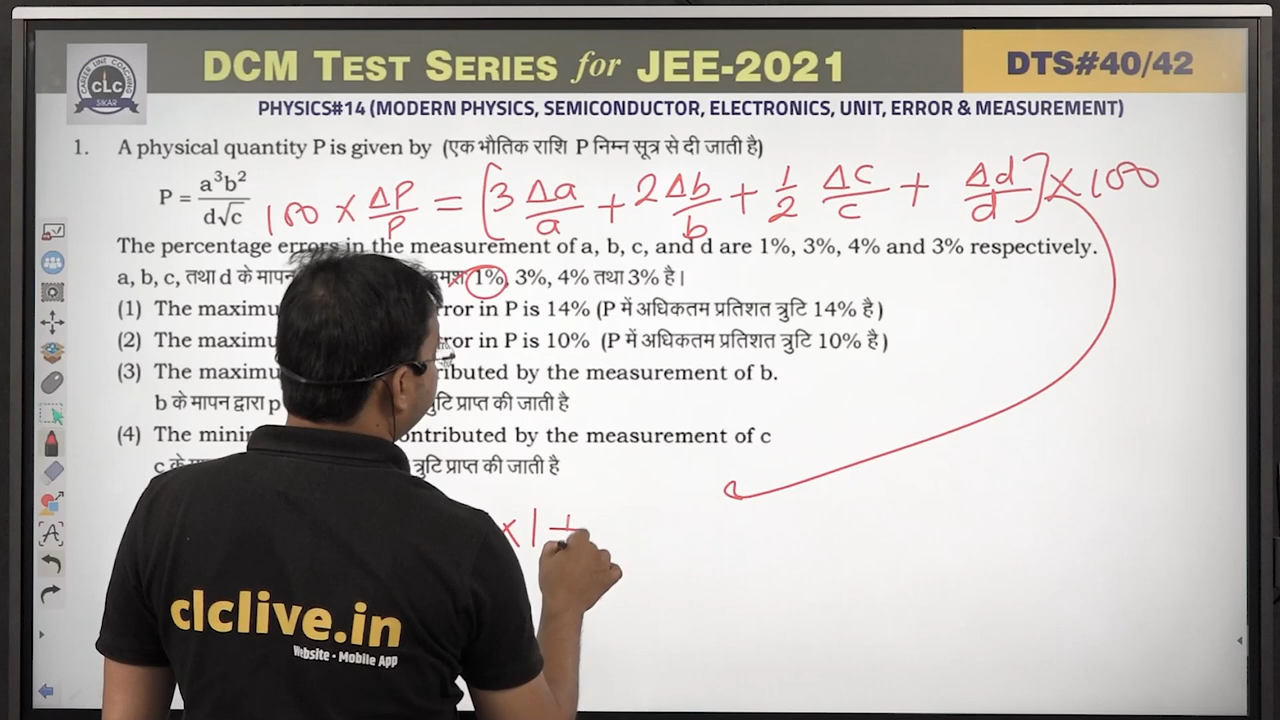 DCM TEST SERIES for JEE-2021
DTS#40/42
CAREER LINE COACHING
CLC
SIKAR
PHYSICS#14 (MODERN PHYSICS, SEMICONDUCTOR, ELECTRONICS, UNIT, ERROR & MEASUREMENT)
1. A physical quantity P is given by (एक भौतिक राशि P निम्न सूत्र से दी जाती है)
P = a³b² / d√c
100 × ΔP/P = [3 Δa/a + 2 Δb/b + 1/2 Δc/c + Δd/d] × 100
The percentage errors in the measurement of a, b, c, and d are 1%, 3%, 4% and 3% respectively.
a, b, c, तथा d के मापन 1%, 3%, 4% तथा 3% है।
(1) The maximu ror in P is 14% (P में अधिकतम प्रतिशत त्रुटि 14% है)
(2) The maximu ror in P is 10% (P में अधिकतम प्रतिशत त्रुटि 10% है)
(3) The maximu ributed by the measurement of b.
b के मापन द्वारा p त्रुटि प्राप्त की जाती है
(4) The mini ontributed by the measurement of c
c के त्रुटि प्राप्त की जाती है
× 1 +
clclive.in
Website • Mobile App